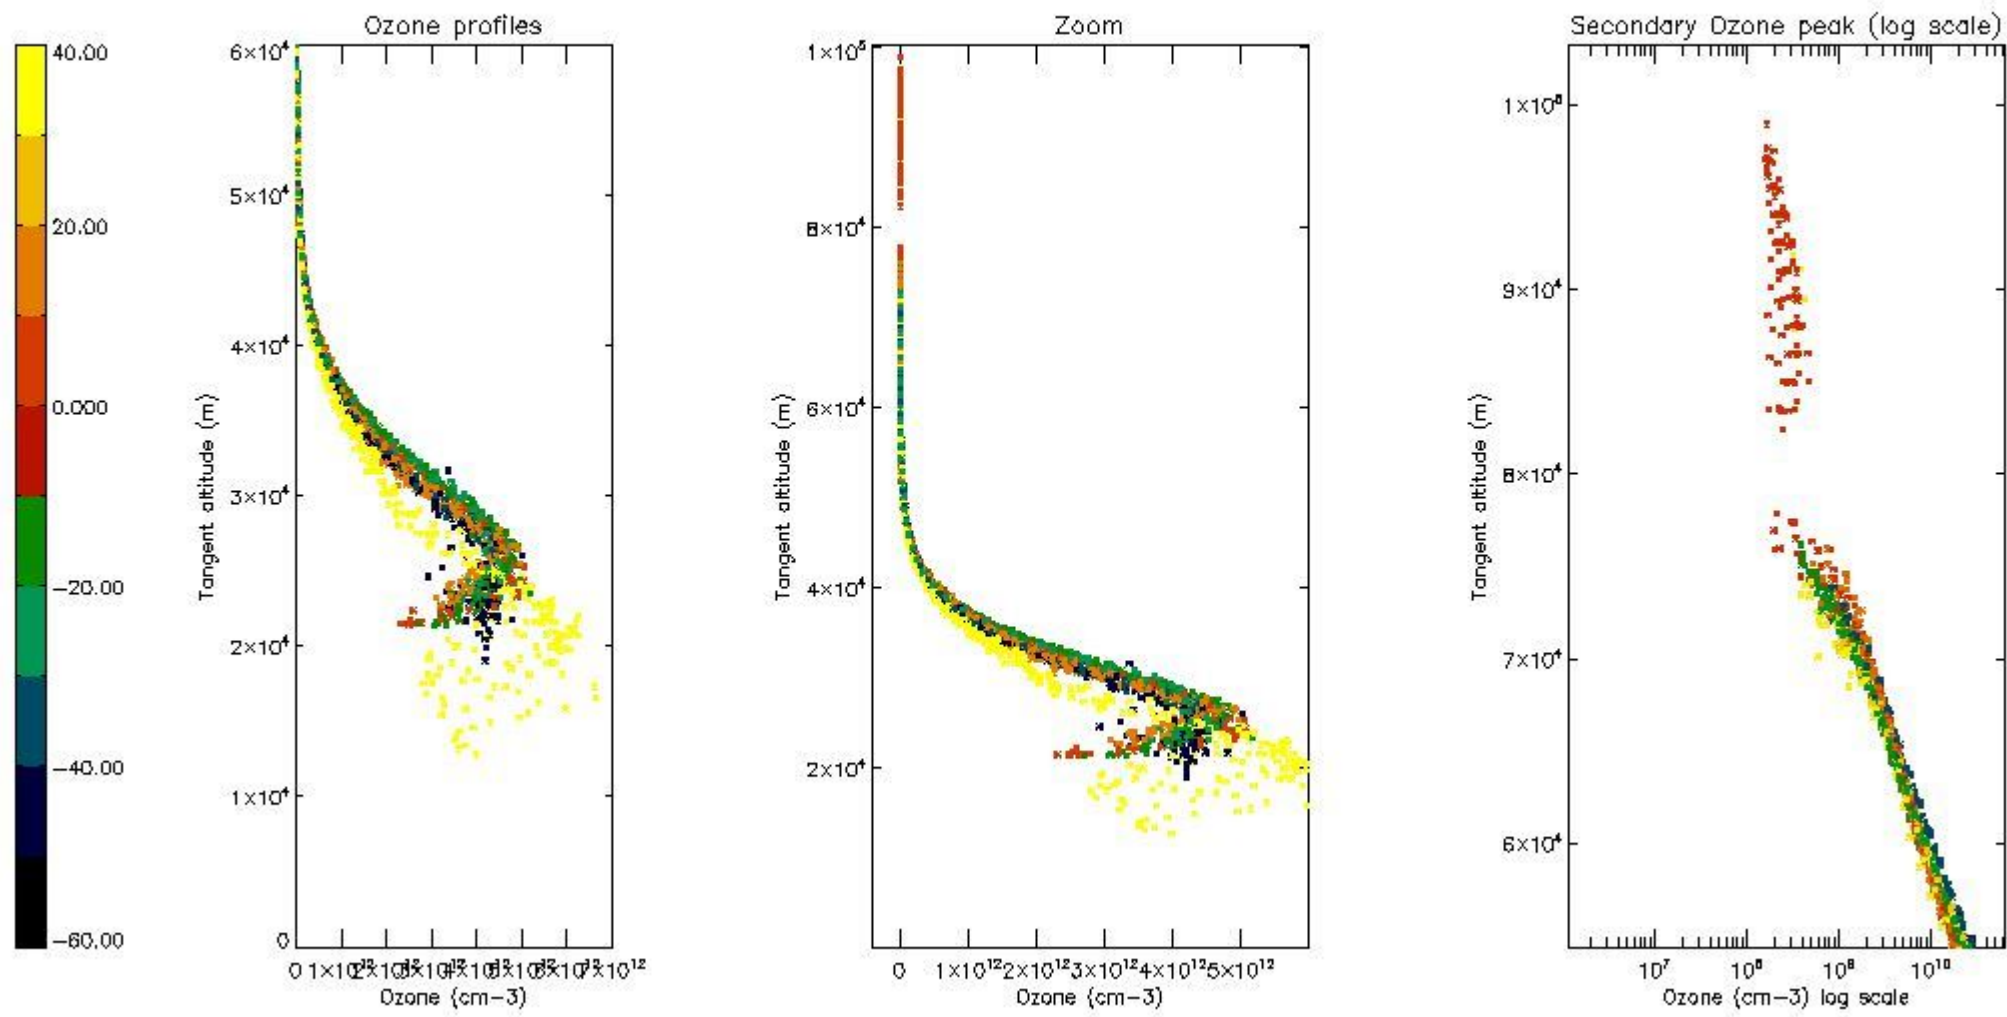 Ozone profiles
Zoom
Secondary Ozone peak (log scale)
40.00
20.00
0.000
−20.00
−40.00
−60.00
6×10⁴
5×10⁴
4×10⁴
3×10⁴
2×10⁴
1×10⁴
0
Tangent altitude (m)
0
7×10¹²
Ozone (cm−3)
1×10⁵
8×10⁴
6×10⁴
4×10⁴
2×10⁴
Tangent altitude (m)
0 1×10¹² 2×10¹² 3×10¹² 4×10¹² 5×10¹²
Ozone (cm−3)
9×10⁴
8×10⁴
7×10⁴
6×10⁴
Tangent altitude (m)
10⁷ 10⁸ 10⁹ 10¹⁰
Ozone (cm−3) log scale